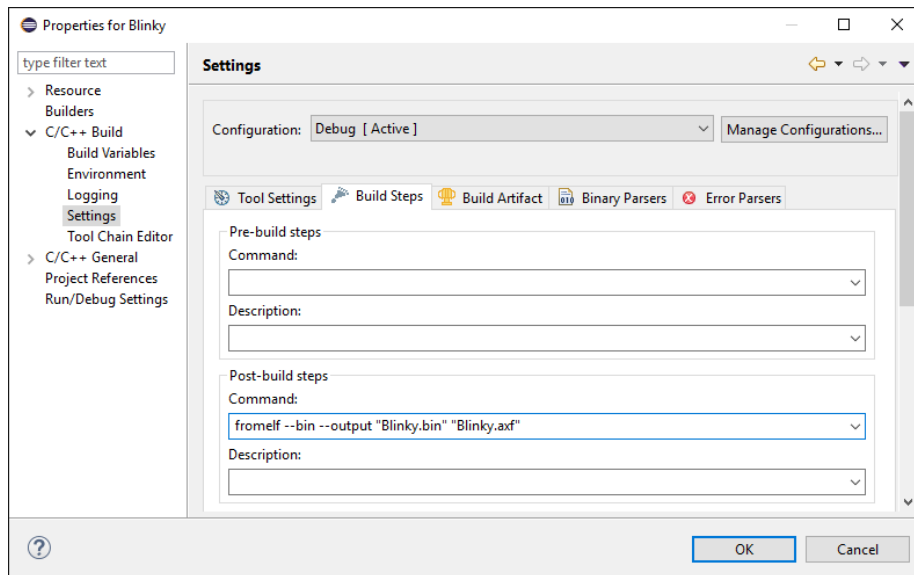 Properties for Blinky
type filter text
Resource
Builders
C/C++ Build
Build Variables
Environment
Logging
Settings
Tool Chain Editor
C/C++ General
Project References
Run/Debug Settings
Settings
Configuration: Debug [ Active ] Manage Configurations...
Tool Settings Build Steps Build Artifact Binary Parsers Error Parsers
Pre-build steps
Command:
Description:
Post-build steps
Command:
fromelf --bin --output "Blinky.bin" "Blinky.axf"
Description:
OK Cancel